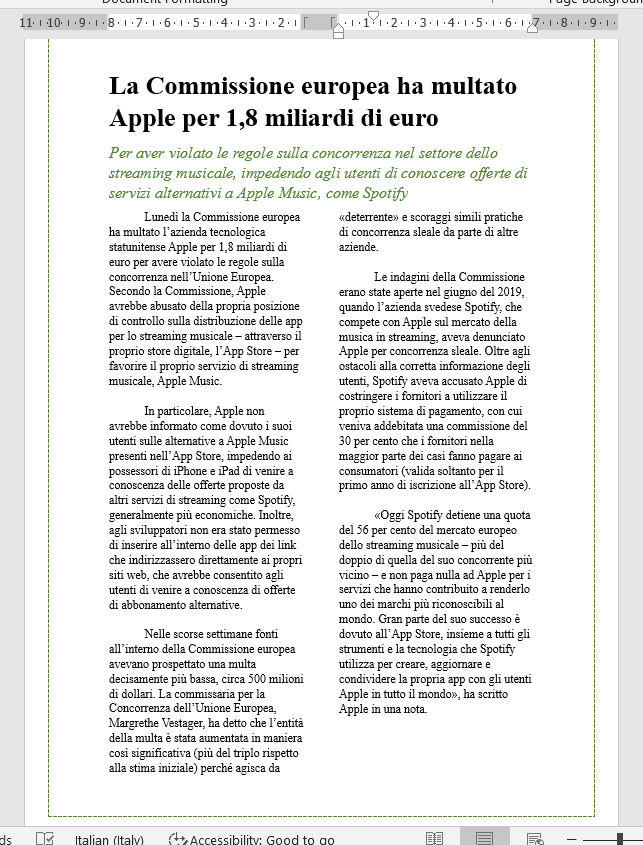 Document Formatting
Page Background
11 · 10 · 9 · 8 · 7 · 6 · 5 · 4 · 3 · 2 · 1 · 2 · 3 · 4 · 5 · 6 · 7 · 8 · 9
La Commissione europea ha multato
Apple per 1,8 miliardi di euro
Per aver violato le regole sulla concorrenza nel settore dello
streaming musicale, impedendo agli utenti di conoscere offerte di
servizi alternativi a Apple Music, come Spotify
Lunedì la Commissione europea
ha multato l’azienda tecnologica
statunitense Apple per 1,8 miliardi di
euro per avere violato le regole sulla
concorrenza nell’Unione Europea.
Secondo la Commissione, Apple
avrebbe abusato della propria posizione
di controllo sulla distribuzione delle app
per lo streaming musicale – attraverso il
proprio store digitale, l’App Store – per
favorire il proprio servizio di streaming
musicale, Apple Music.
In particolare, Apple non
avrebbe informato come dovuto i suoi
utenti sulle alternative a Apple Music
presenti nell’App Store, impedendo ai
possessori di iPhone e iPad di venire a
conoscenza delle offerte proposte da
altri servizi di streaming come Spotify,
generalmente più economiche. Inoltre,
agli sviluppatori non era stato permesso
di inserire all’interno delle app dei link
che indirizzassero direttamente ai propri
siti web, che avrebbe consentito agli
utenti di venire a conoscenza di offerte
di abbonamento alternative.
Nelle scorse settimane fonti
all’interno della Commissione europea
avevano prospettato una multa
decisamente più bassa, circa 500 milioni
di dollari. La commissaria per la
Concorrenza dell’Unione Europea,
Margrethe Vestager, ha detto che l’entità
della multa è stata aumentata in maniera
così significativa (più del triplo rispetto
alla stima iniziale) perché agisca da
«deterrente» e scoraggi simili pratiche
di concorrenza sleale da parte di altre
aziende.
Le indagini della Commissione
erano state aperte nel giugno del 2019,
quando l’azienda svedese Spotify, che
compete con Apple sul mercato della
musica in streaming, aveva denunciato
Apple per concorrenza sleale. Oltre agli
ostacoli alla corretta informazione degli
utenti, Spotify aveva accusato Apple di
costringere i fornitori a utilizzare il
proprio sistema di pagamento, con cui
veniva addebitata una commissione del
30 per cento che i fornitori nella
maggior parte dei casi fanno pagare ai
consumatori (valida soltanto per il
primo anno di iscrizione all’App Store).
«Oggi Spotify detiene una quota
del 56 per cento del mercato europeo
dello streaming musicale – più del
doppio di quella del suo concorrente più
vicino – e non paga nulla ad Apple per i
servizi che hanno contribuito a renderlo
uno dei marchi più riconoscibili al
mondo. Gran parte del suo successo è
dovuto all’App Store, insieme a tutti gli
strumenti e la tecnologia che Spotify
utilizza per creare, aggiornare e
condividere la propria app con gli utenti
Apple in tutto il mondo», ha scritto
Apple in una nota.
ds Italian (Italy) Accessibility: Good to go